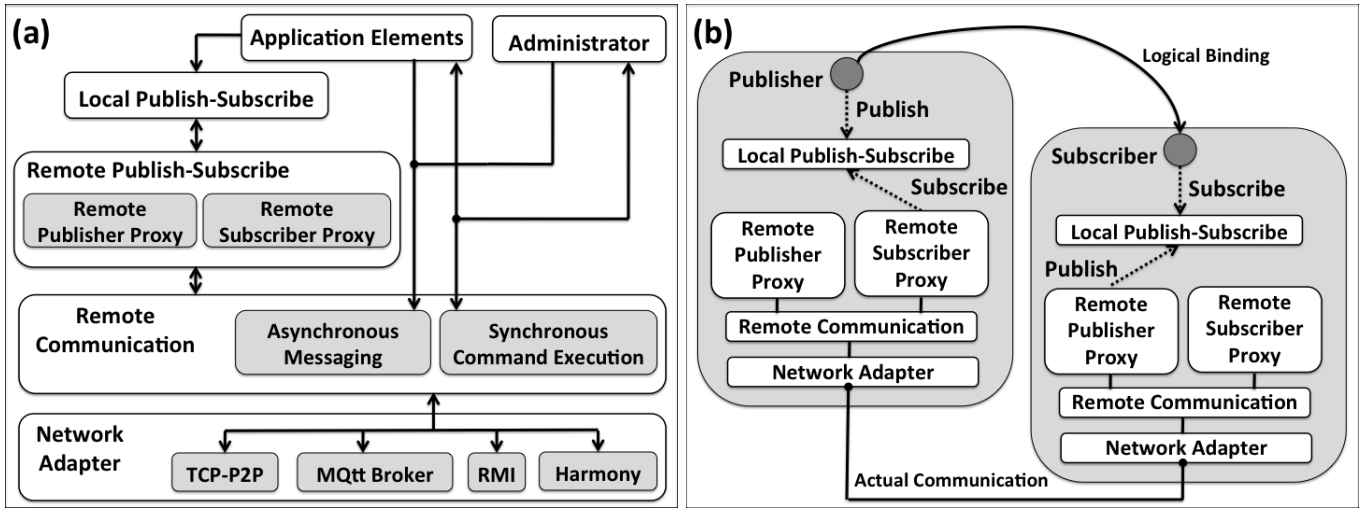 (a)
Application Elements
Administrator
Local Publish-Subscribe
Remote Publish-Subscribe
Remote
Publisher Proxy
Remote
Subscriber Proxy
Remote
Communication
Asynchronous
Messaging
Synchronous
Command Execution
Network
Adapter
TCP-P2P
MQtt Broker
RMI
Harmony
(b)
Logical Binding
Publisher
Publish
Local Publish-Subscribe
Subscribe
Remote
Publisher
Proxy
Remote
Subscriber
Proxy
Remote Communication
Network Adapter
Subscriber
Subscribe
Local Publish-Subscribe
Publish
Remote
Publisher
Proxy
Remote
Subscriber
Proxy
Remote Communication
Network Adapter
Actual Communication